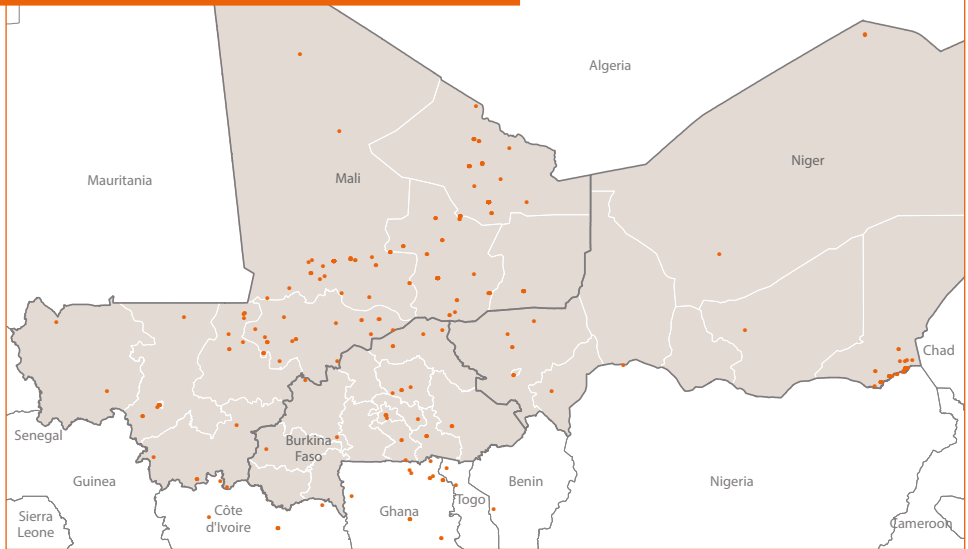 Algeria
Niger
Mauritania
Mali
Chad
Senegal
Burkina
Faso
Guinea
Benin
Nigeria
Togo
Ghana
Côte
d'Ivoire
Sierra
Leone
Cameroon